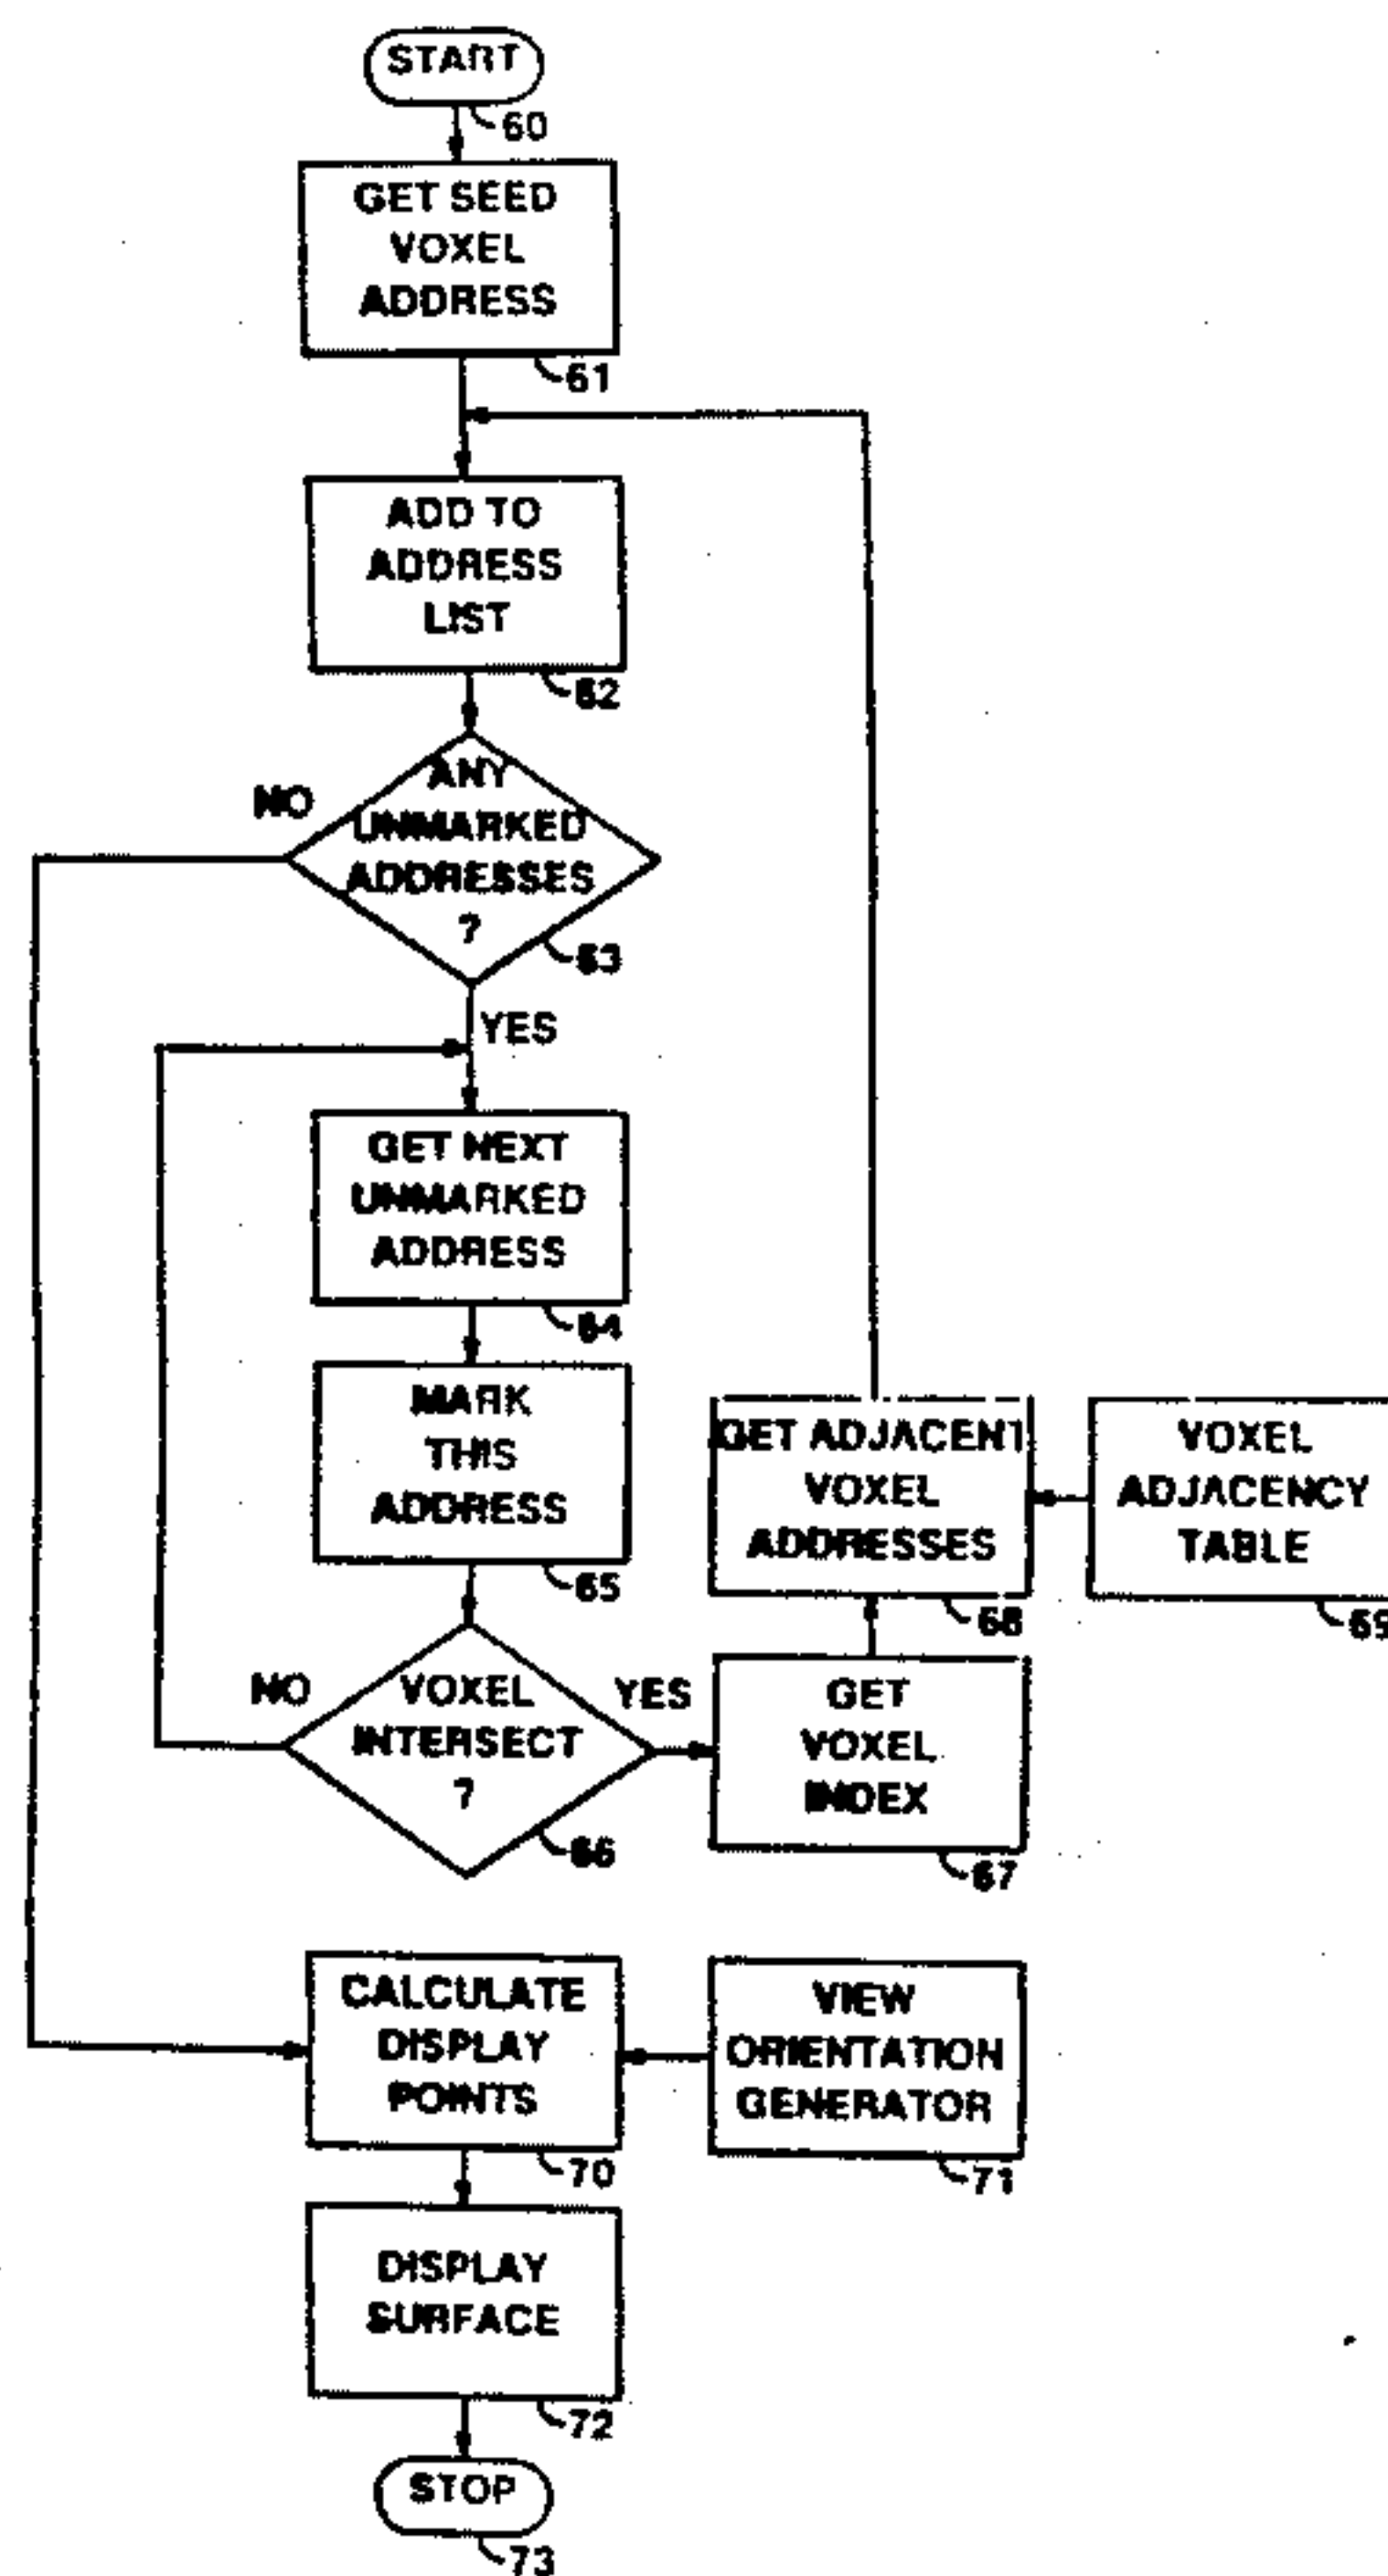 START
60
GET SEED
VOXEL
ADDRESS
61
ADD TO
ADDRESS
LIST
62
NO
ANY
UNMARKED
ADDRESSES
?
63
YES
GET NEXT
UNMARKED
ADDRESS
64
MARK
THIS
ADDRESS
65
GET ADJACENT
VOXEL
ADDRESSES
68
VOXEL
ADJACENCY
TABLE
69
NO
VOXEL
INTERSECT
?
66
YES
GET
VOXEL
INDEX
67
CALCULATE
DISPLAY
POINTS
70
VIEW
ORIENTATION
GENERATOR
71
DISPLAY
SURFACE
72
STOP
73